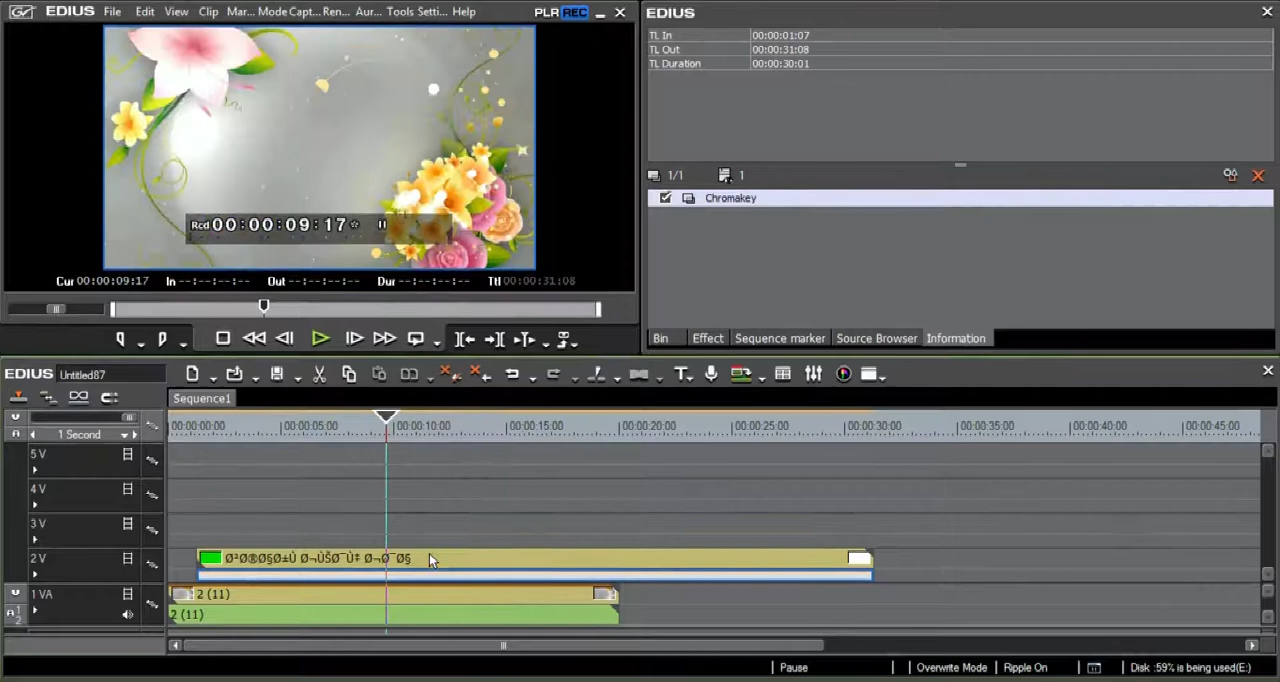 EDIUS File Edit View Clip Mar... Mode Capt... Ren... Aur... Tools Setti... Help PLR REC
Rcd 00:00:09:17
Cur 00:00:09:17 In --:--:--:-- Out --:--:--:-- Dur --:--:--:-- Ttl 00:00:31:08
EDIUS
TL In 00:00:01:07
TL Out 00:00:31:08
TL Duration 00:00:30:01
1/1 1
Chromakey
Bin Effect Sequence marker Source Browser Information
EDIUS Untitled87
Sequence1
1 Second
00:00:00:00 00:00:05:00 00:00:10:00 00:00:15:00 00:00:20:00 00:00:25:00 00:00:30:00 00:00:35:00 00:00:40:00 00:00:45:00
5 V
4 V
3 V
2 V
1 VA 2 (11)
2 (11)
Pause Overwrite Mode Ripple On Disk :59% is being used(E:)